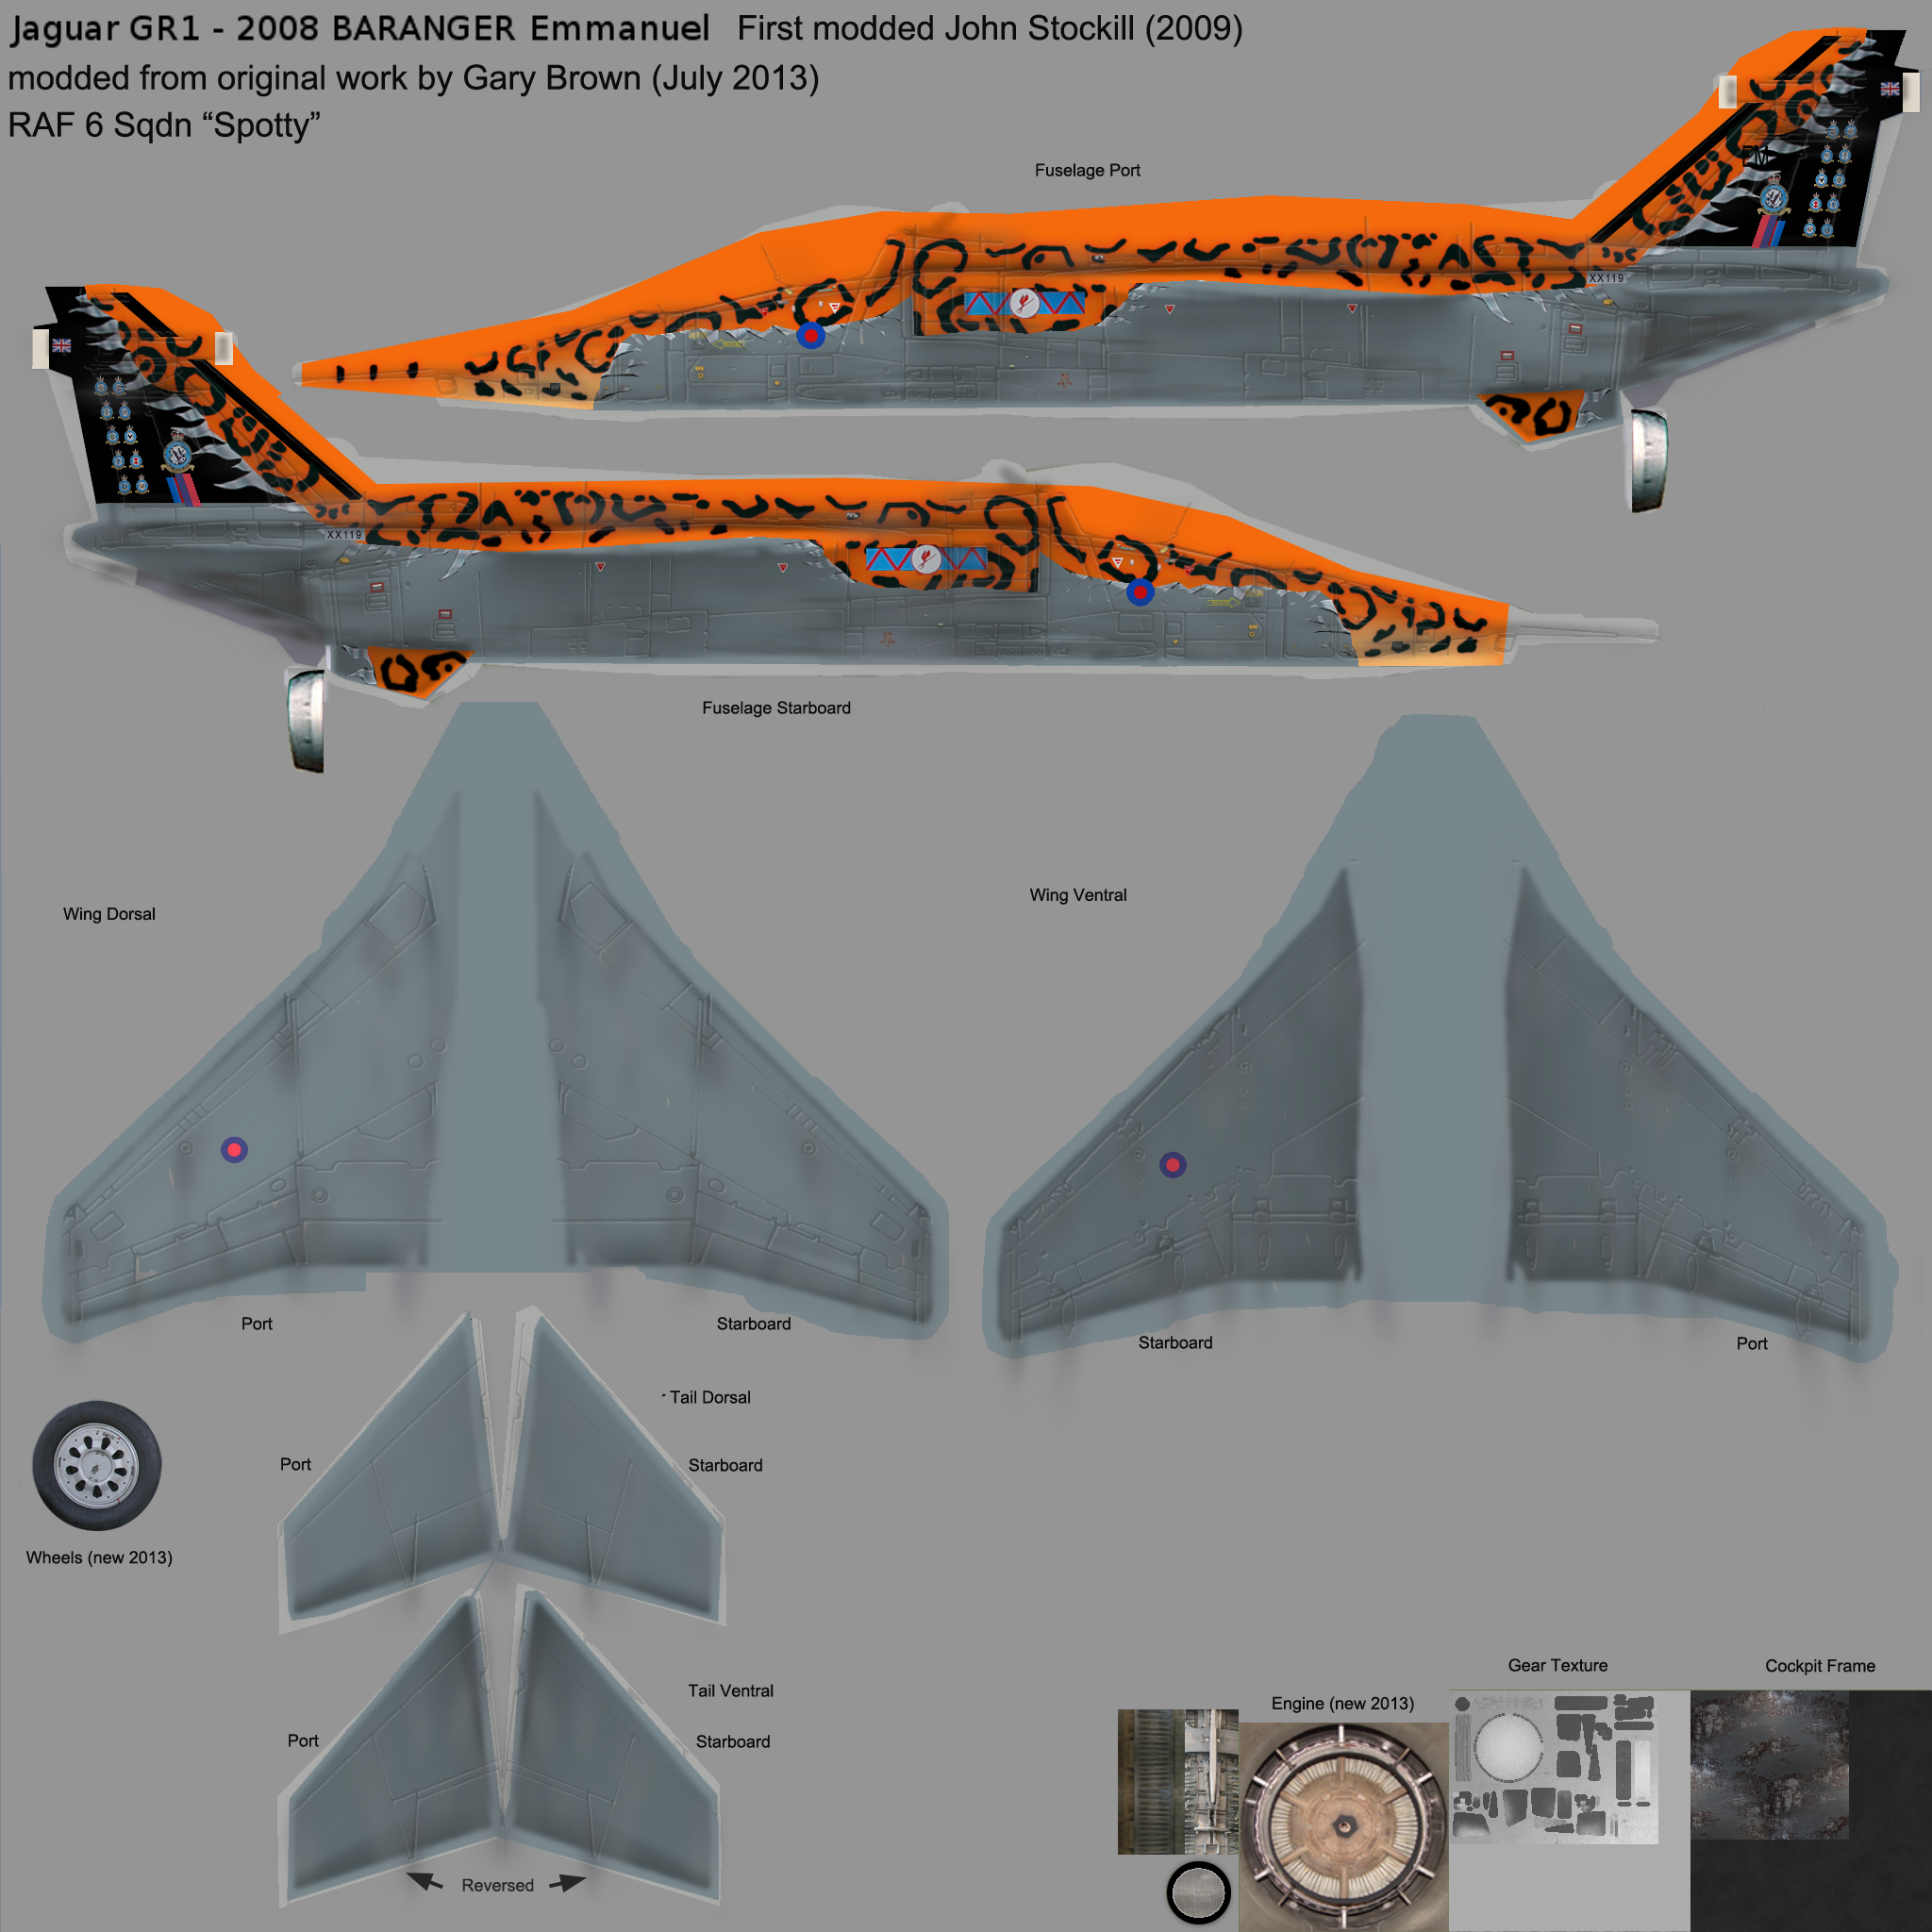 Jaguar GR1 - 2008 BARANGER Emmanuel First modded John Stockill (2009)
modded from original work by Gary Brown (July 2013)
RAF 6 Sqdn “Spotty”
Fuselage Port
EM
XX119
XX119
Fuselage Starboard
Wing Dorsal
Wing Ventral
Port
Starboard
Starboard
Port
Tail Dorsal
Port
Starboard
Wheels (new 2013)
Tail Ventral
Port
Starboard
Reversed
Gear Texture
Cockpit Frame
Engine (new 2013)